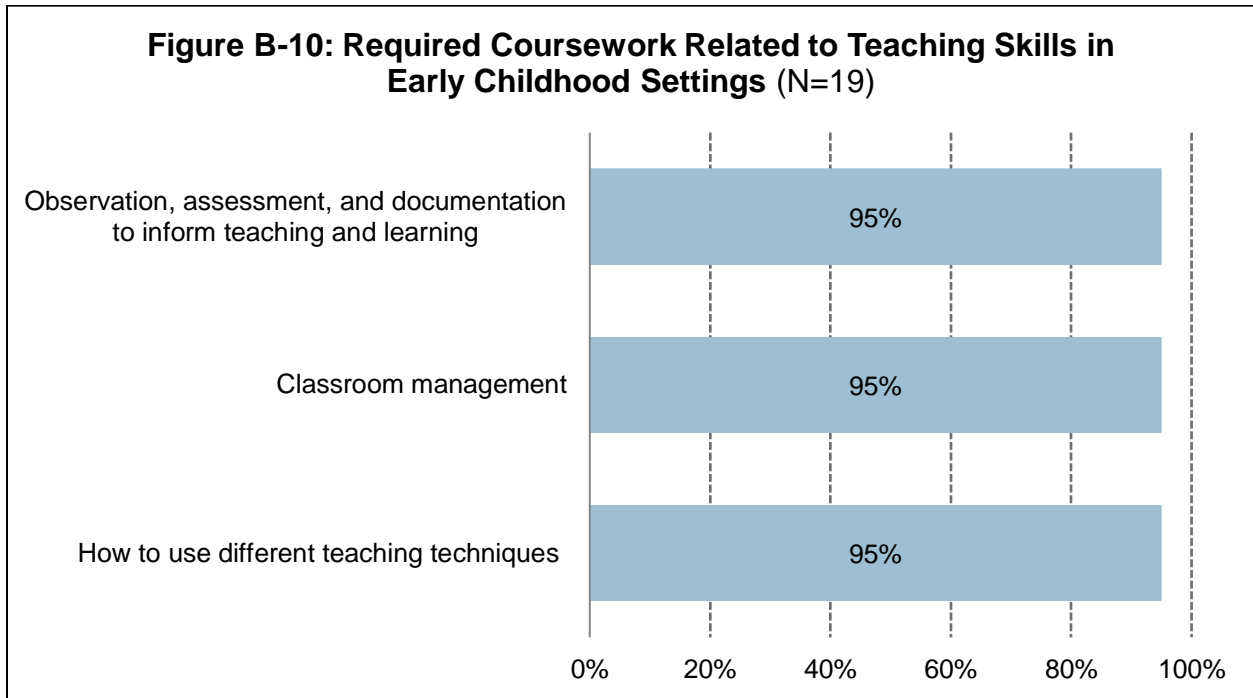 Figure B-10: Required Coursework Related to Teaching Skills in
Early Childhood Settings (N=19)
Observation, assessment, and documentation
to inform teaching and learning
95%
Classroom management
95%
How to use different teaching techniques
95%
0% 20% 40% 60% 80% 100%